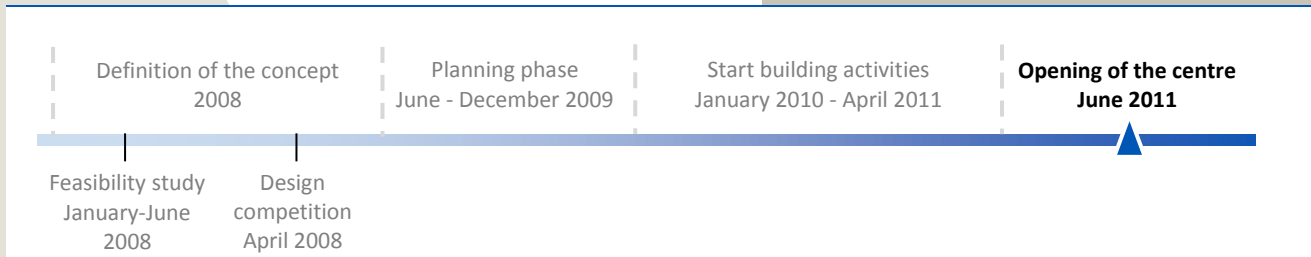 Definition of the concept
2008
Planning phase
June - December 2009
Start building activities
January 2010 - April 2011
Opening of the centre
June 2011
Feasibility study
January-June
2008
Design
competition
April 2008